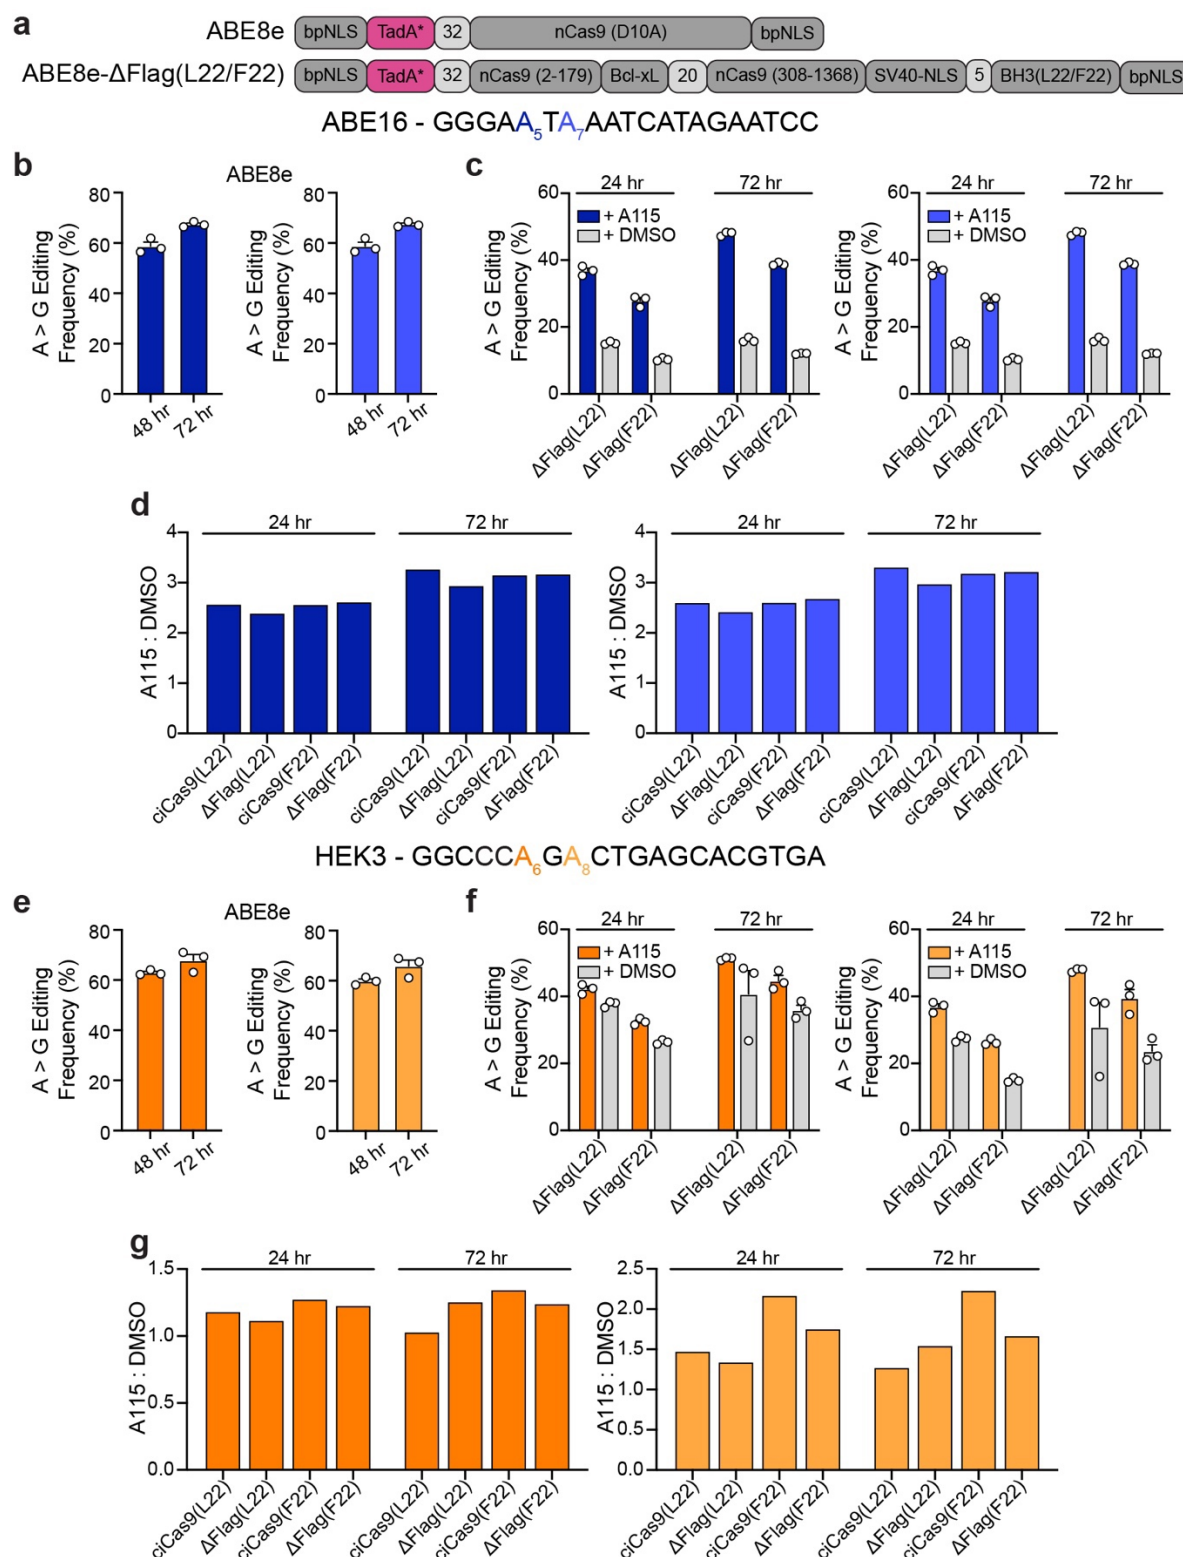 a
ABE8e bpNLS TadA* 32 nCas9 (D10A) bpNLS
ABE8e-ΔFlag(L22/F22) bpNLS TadA* 32 nCas9 (2-179) Bcl-xL 20 nCas9 (308-1368) SV40-NLS 5 BH3(L22/F22) bpNLS
ABE16 - GGGAA5TA7AATCATAGAATCC
b
ABE8e
A > G Editing Frequency (%)
80
60
40
20
0
48 hr
72 hr
A > G Editing Frequency (%)
80
60
40
20
0
48 hr
72 hr
c
24 hr
72 hr
+ A115
+ DMSO
A > G Editing Frequency (%)
60
40
20
0
ΔFlag(L22)
ΔFlag(F22)
ΔFlag(L22)
ΔFlag(F22)
24 hr
72 hr
+ A115
+ DMSO
A > G Editing Frequency (%)
60
40
20
0
ΔFlag(L22)
ΔFlag(F22)
ΔFlag(L22)
ΔFlag(F22)
d
24 hr
72 hr
A115 : DMSO
4
3
2
1
0
ciCas9(L22)
ΔFlag(L22)
ciCas9(F22)
ΔFlag(F22)
ciCas9(L22)
ΔFlag(L22)
ciCas9(F22)
ΔFlag(F22)
24 hr
72 hr
A115 : DMSO
4
3
2
1
0
ciCas9(L22)
ΔFlag(L22)
ciCas9(F22)
ΔFlag(F22)
ciCas9(L22)
ΔFlag(L22)
ciCas9(F22)
ΔFlag(F22)
HEK3 - GGCCCA6GA8CTGAGCACGTGA
e
ABE8e
A > G Editing Frequency (%)
80
60
40
20
0
48 hr
72 hr
A > G Editing Frequency (%)
80
60
40
20
0
48 hr
72 hr
f
24 hr
72 hr
+ A115
+ DMSO
A > G Editing Frequency (%)
60
40
20
0
ΔFlag(L22)
ΔFlag(F22)
ΔFlag(L22)
ΔFlag(F22)
24 hr
72 hr
+ A115
+ DMSO
A > G Editing Frequency (%)
60
40
20
0
ΔFlag(L22)
ΔFlag(F22)
ΔFlag(L22)
ΔFlag(F22)
g
24 hr
72 hr
A115 : DMSO
1.5
1.0
0.5
0.0
ciCas9(L22)
ΔFlag(L22)
ciCas9(F22)
ΔFlag(F22)
ciCas9(L22)
ΔFlag(L22)
ciCas9(F22)
ΔFlag(F22)
24 hr
72 hr
A115 : DMSO
2.5
2.0
1.5
1.0
0.5
0.0
ciCas9(L22)
ΔFlag(L22)
ciCas9(F22)
ΔFlag(F22)
ciCas9(L22)
ΔFlag(L22)
ciCas9(F22)
ΔFlag(F22)